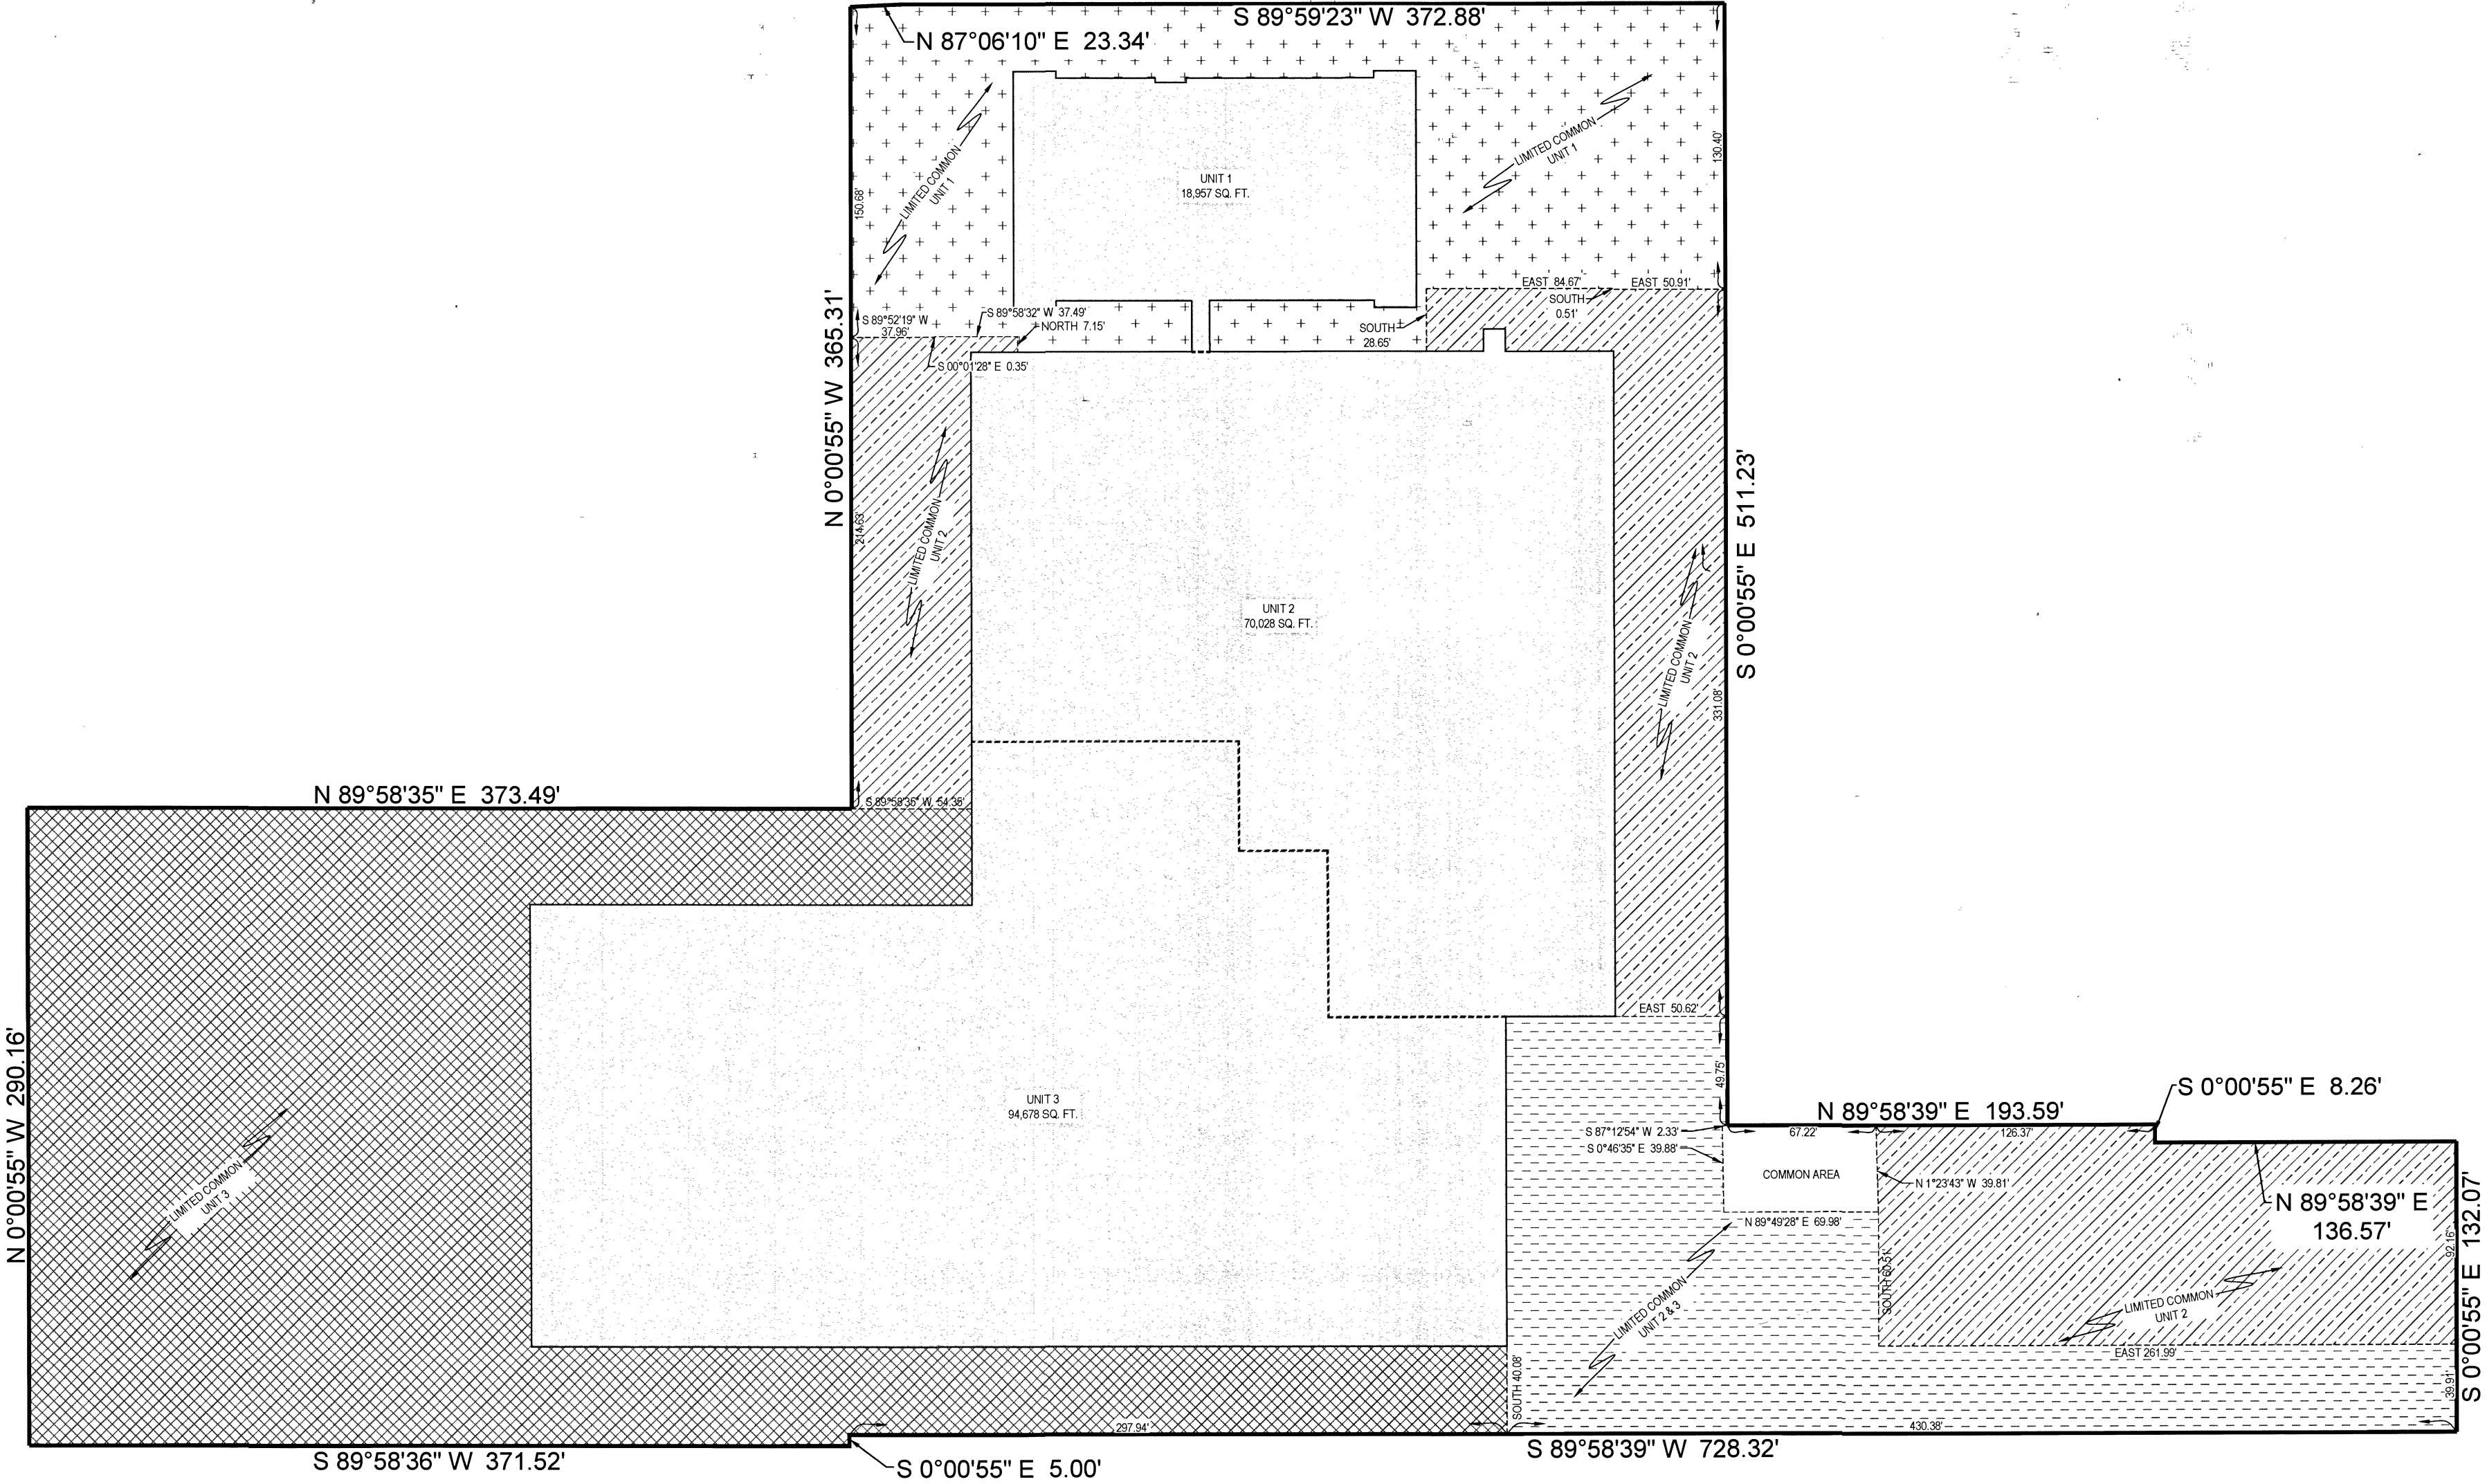 S 89°59'23" W 372.88'
N 87°06'10" E 23.34'
LIMITED COMMON
UNIT 1
LIMITED COMMON
UNIT 1
130.40'
150.68'
UNIT 1
18,957 SQ. FT.
EAST 84.67'
EAST 50.91'
SOUTH
0.51'
S 89°52'19" W
37.96'
S 89°58'32" W 37.49'
NORTH 7.15'
SOUTH
28.65'
S 00°01'28" E 0.35'
N 0°00'55" W 365.31'
214.63'
LIMITED COMMON
UNIT 2
S 0°00'55" E 511.23'
UNIT 2
70,028 SQ. FT.
LIMITED COMMON
UNIT 2
331.08'
N 89°58'35" E 373.49'
S 89°58'35" W 54.35'
EAST 50.62'
49.75'
UNIT 3
94,678 SQ. FT.
N 0°00'55" W 290.16'
LIMITED COMMON
UNIT 3
S 0°00'55" E 8.26'
N 89°58'39" E 193.59'
S 87°12'54" W 2.33'
67.22'
126.37'
S 0°46'35" E 39.88'
COMMON AREA
N 1°23'43" W 39.81'
N 89°58'39" E
136.57'
N 89°49'28" E 69.98'
SOUTH 60.51'
92.16'
S 0°00'55" E 132.07'
LIMITED COMMON
UNIT 2 & 3
LIMITED COMMON
UNIT 2
EAST 261.99'
SOUTH 40.08'
39.91'
297.94'
430.38'
S 89°58'36" W 371.52'
S 0°00'55" E 5.00'
S 89°58'39" W 728.32'